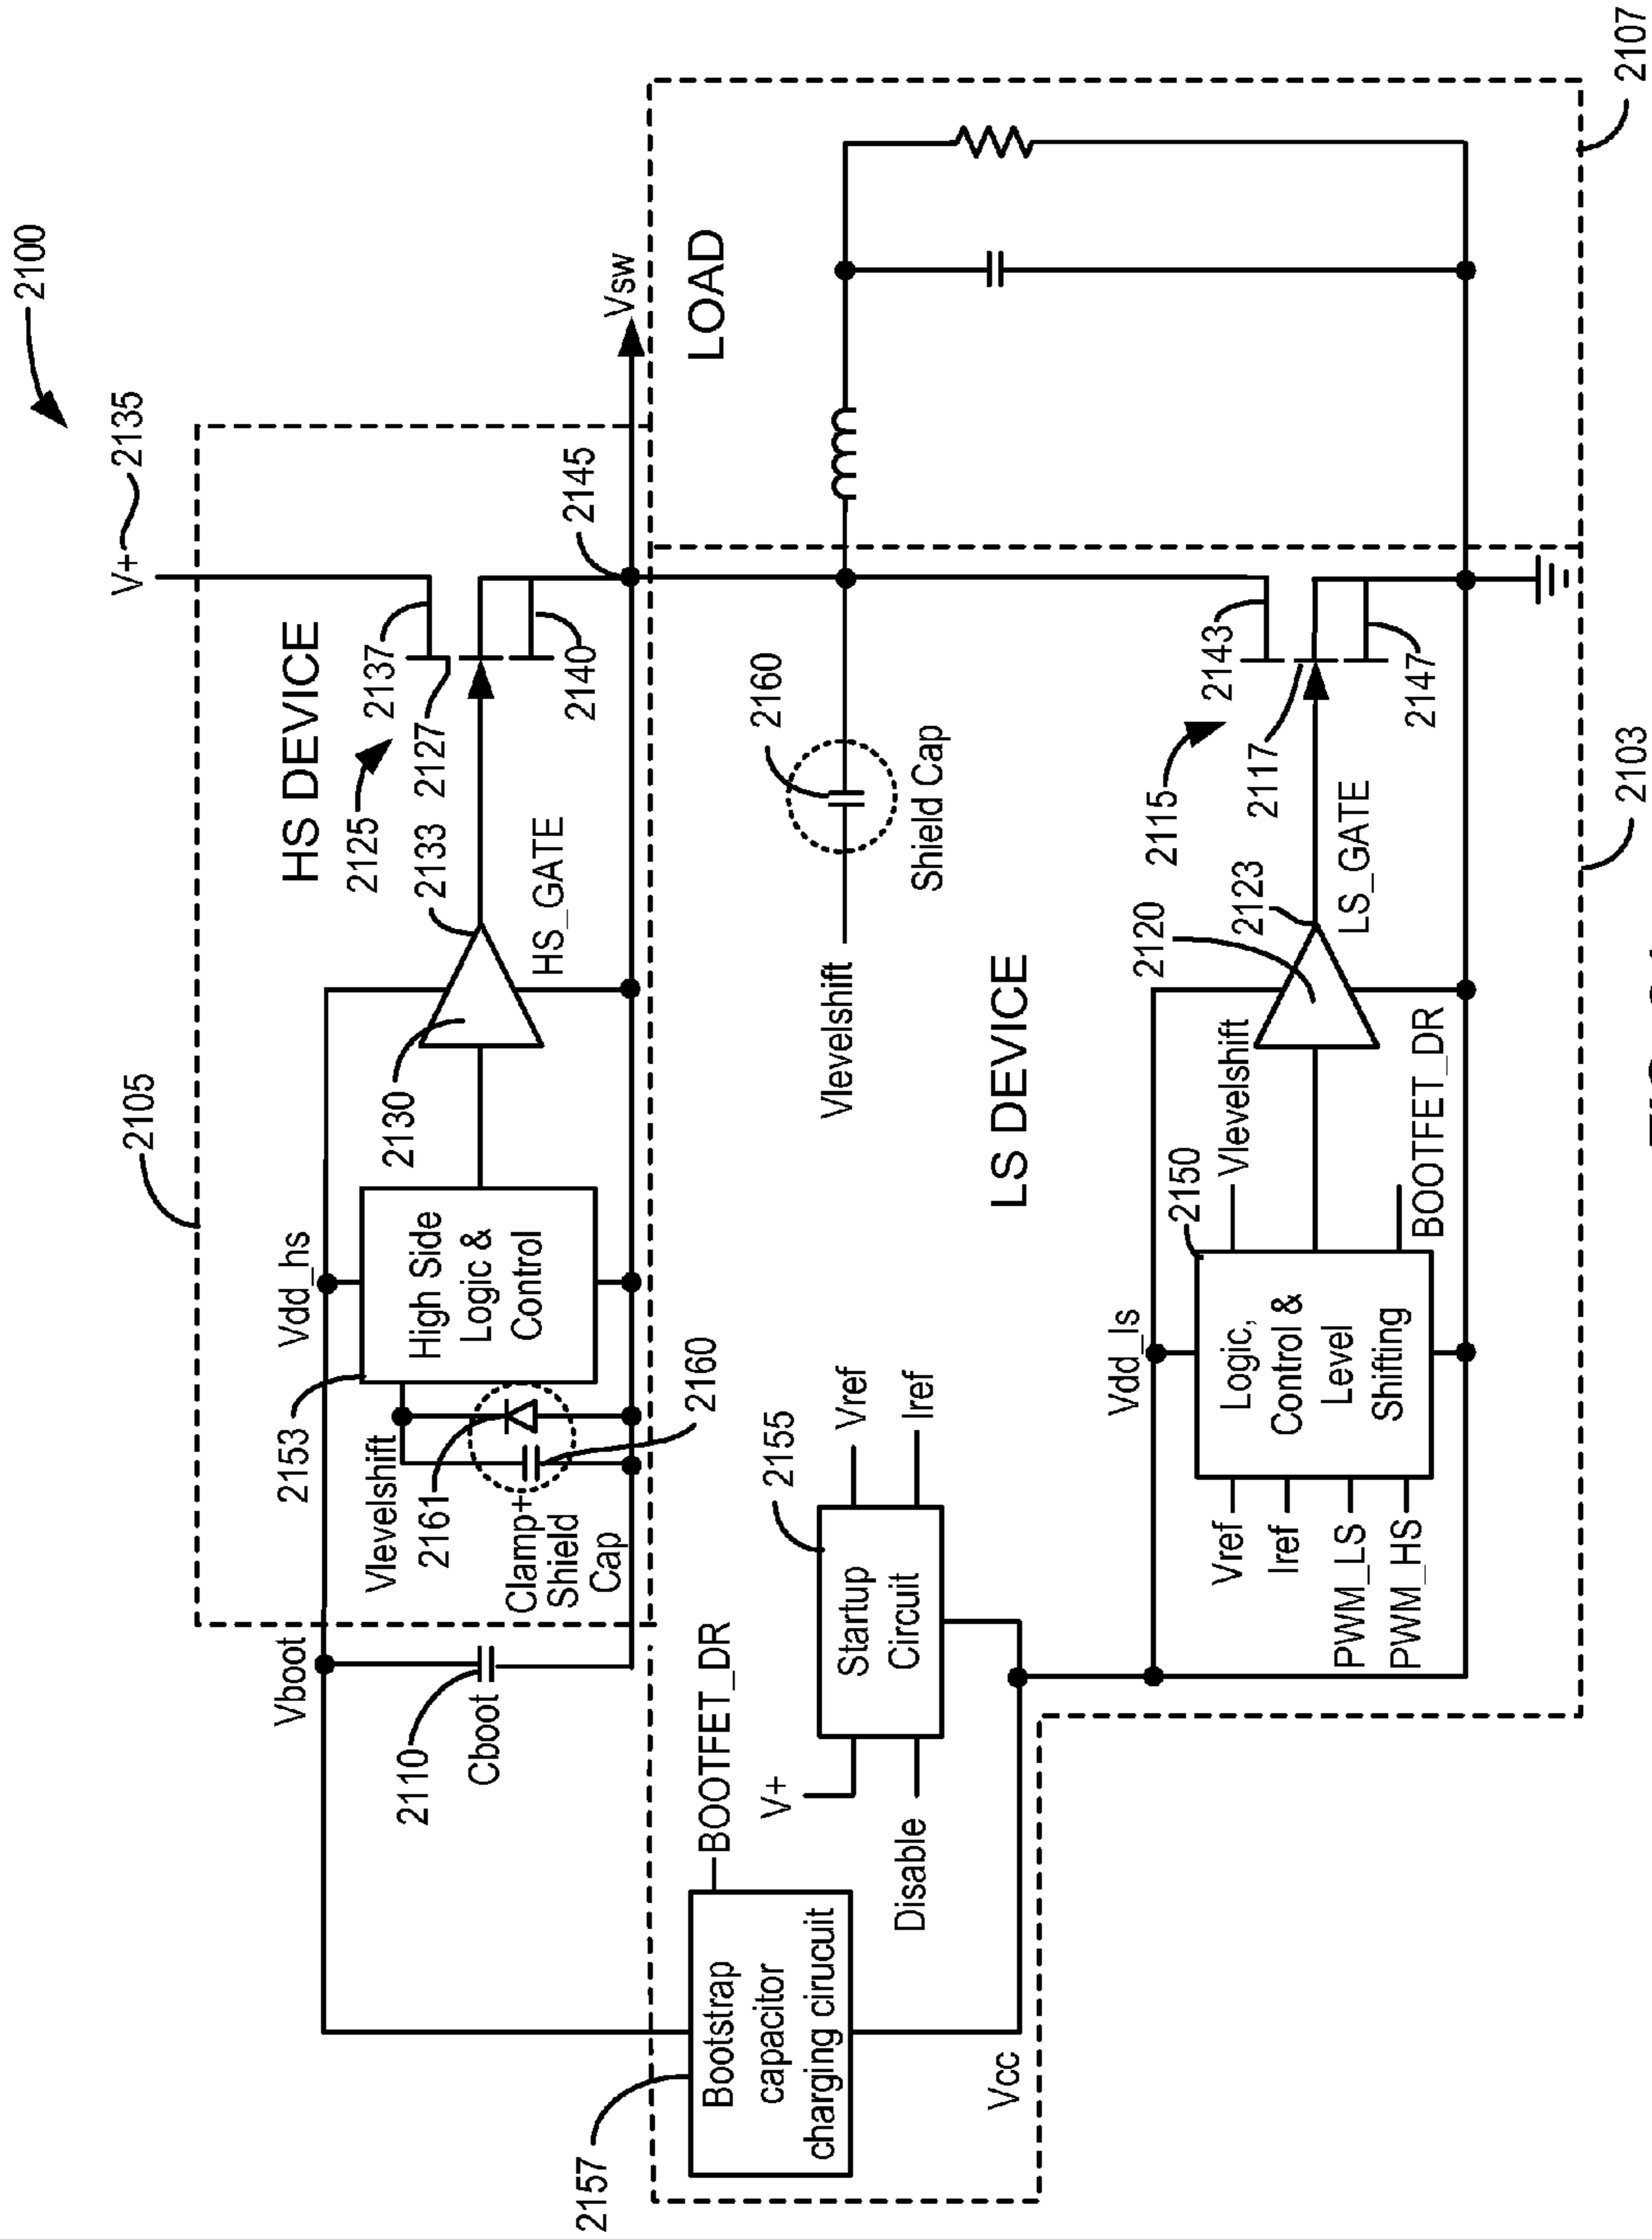 2100
V+
2135
2105
HS DEVICE
2137
2125
2127
2133
2130
HS_GATE
2140
2145
Vsw
Vboot
Vdd_hs
2153
High Side
Logic &
Control
Vlevelshift
2161
Clamp+
Shield
Cap
2160
2110
Cboot
LOAD
2157
Bootstrap
capacitor
charging cirucuit
BOOTFET_DR
V+
Disable
Startup
Circuit
2155
Vref
Iref
Vcc
Vlevelshift
2160
Shield Cap
LS DEVICE
2143
2115
2117
2147
2120
2123
LS_GATE
Vdd_ls
2150
Logic,
Control &
Level
Shifting
Vlevelshift
BOOTFET_DR
Vref
Iref
PWM_LS
PWM_HS
2103
2107